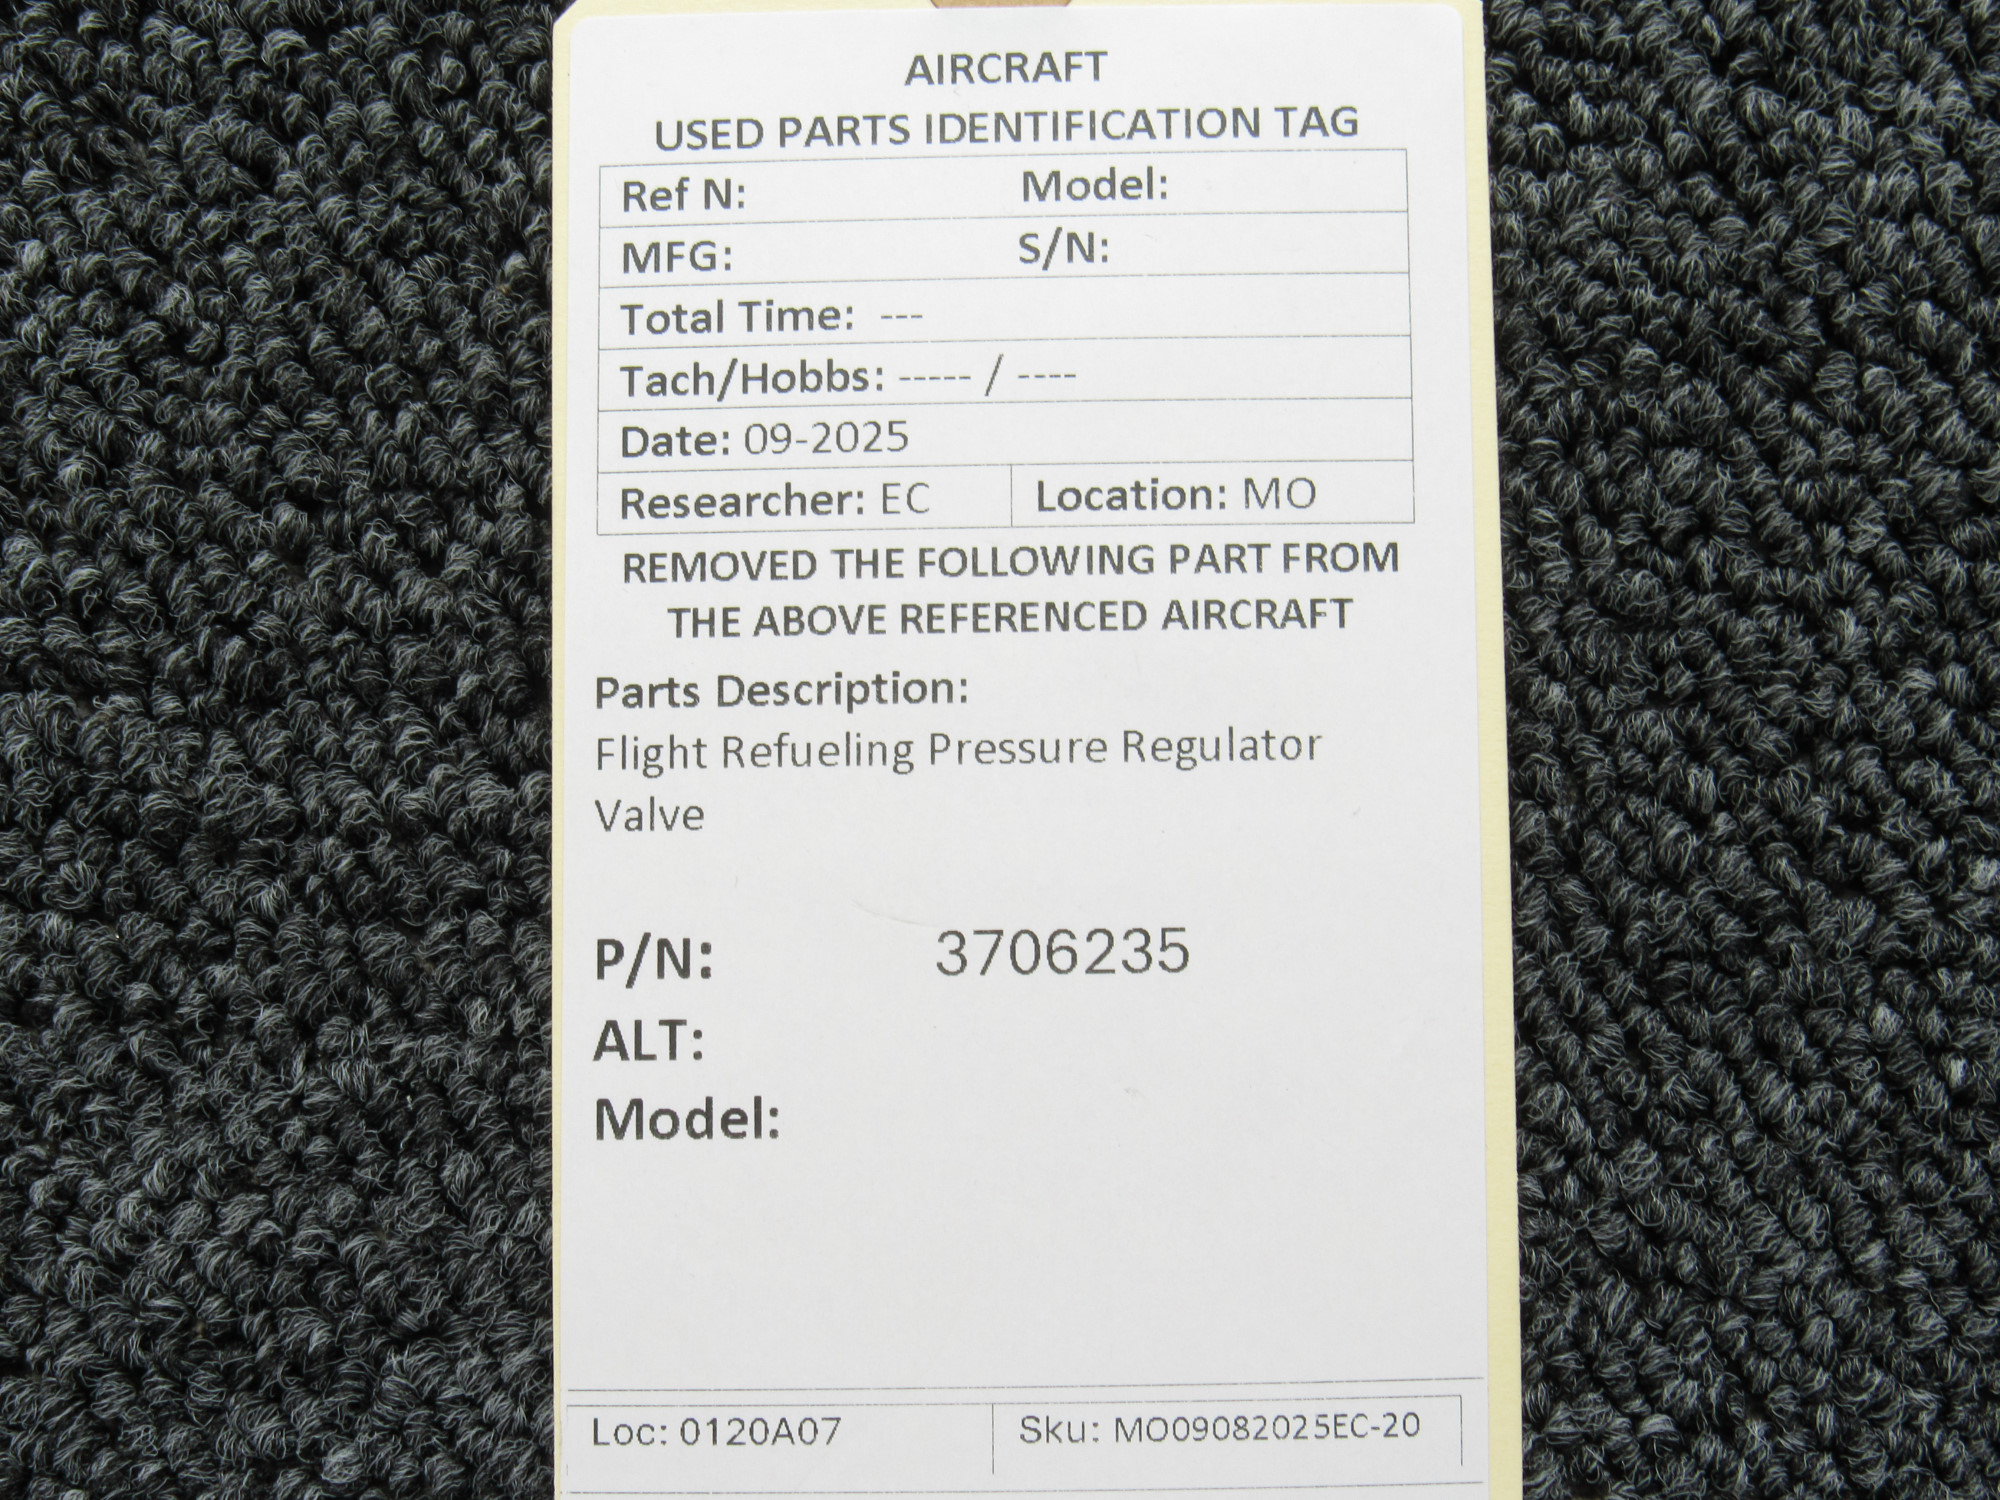 AIRCRAFT
USED PARTS IDENTIFICATION TAG
Ref N: Model:
MFG: S/N:
Total Time: ---
Tach/Hobbs: ----- / ----
Date: 09-2025
Researcher: EC Location: MO
REMOVED THE FOLLOWING PART FROM
THE ABOVE REFERENCED AIRCRAFT
Parts Description:
Flight Refueling Pressure Regulator
Valve
P/N: 3706235
ALT:
Model:
Loc: 0120A07 Sku: MO09082025EC-20